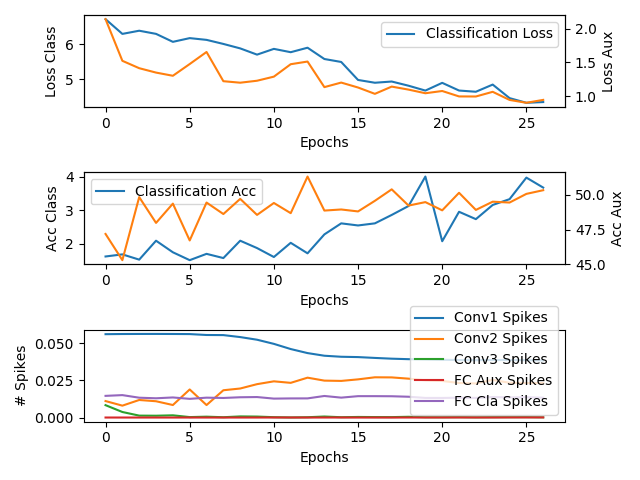 Classification Loss
Loss Class
Loss Aux
6
5
2.0
1.5
1.0
0 5 10 15 20 25
Epochs
Classification Acc
Acc Class
Acc Aux
4
3
2
50.0
47.5
45.0
0 5 10 15 20 25
Epochs
Conv1 Spikes
Conv2 Spikes
Conv3 Spikes
FC Aux Spikes
FC Cla Spikes
# Spikes
0.050
0.025
0.000
0 5 10 15 20 25
Epochs